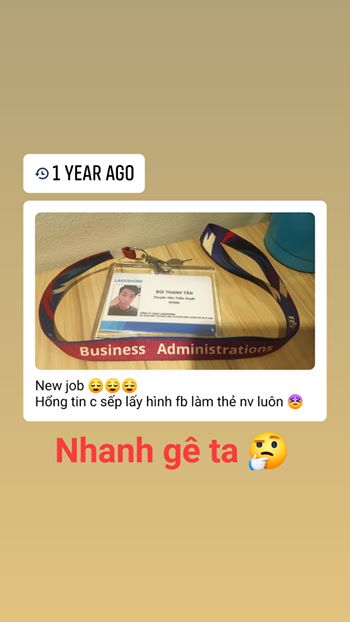 1 YEAR AGO
LAKESHORE
BÙI THANH TẤN
Business Administrations
New job 😩😩😩
Hổng tin c sếp lấy hình fb làm thẻ nv luôn 😫
Nhanh gê ta 🤔